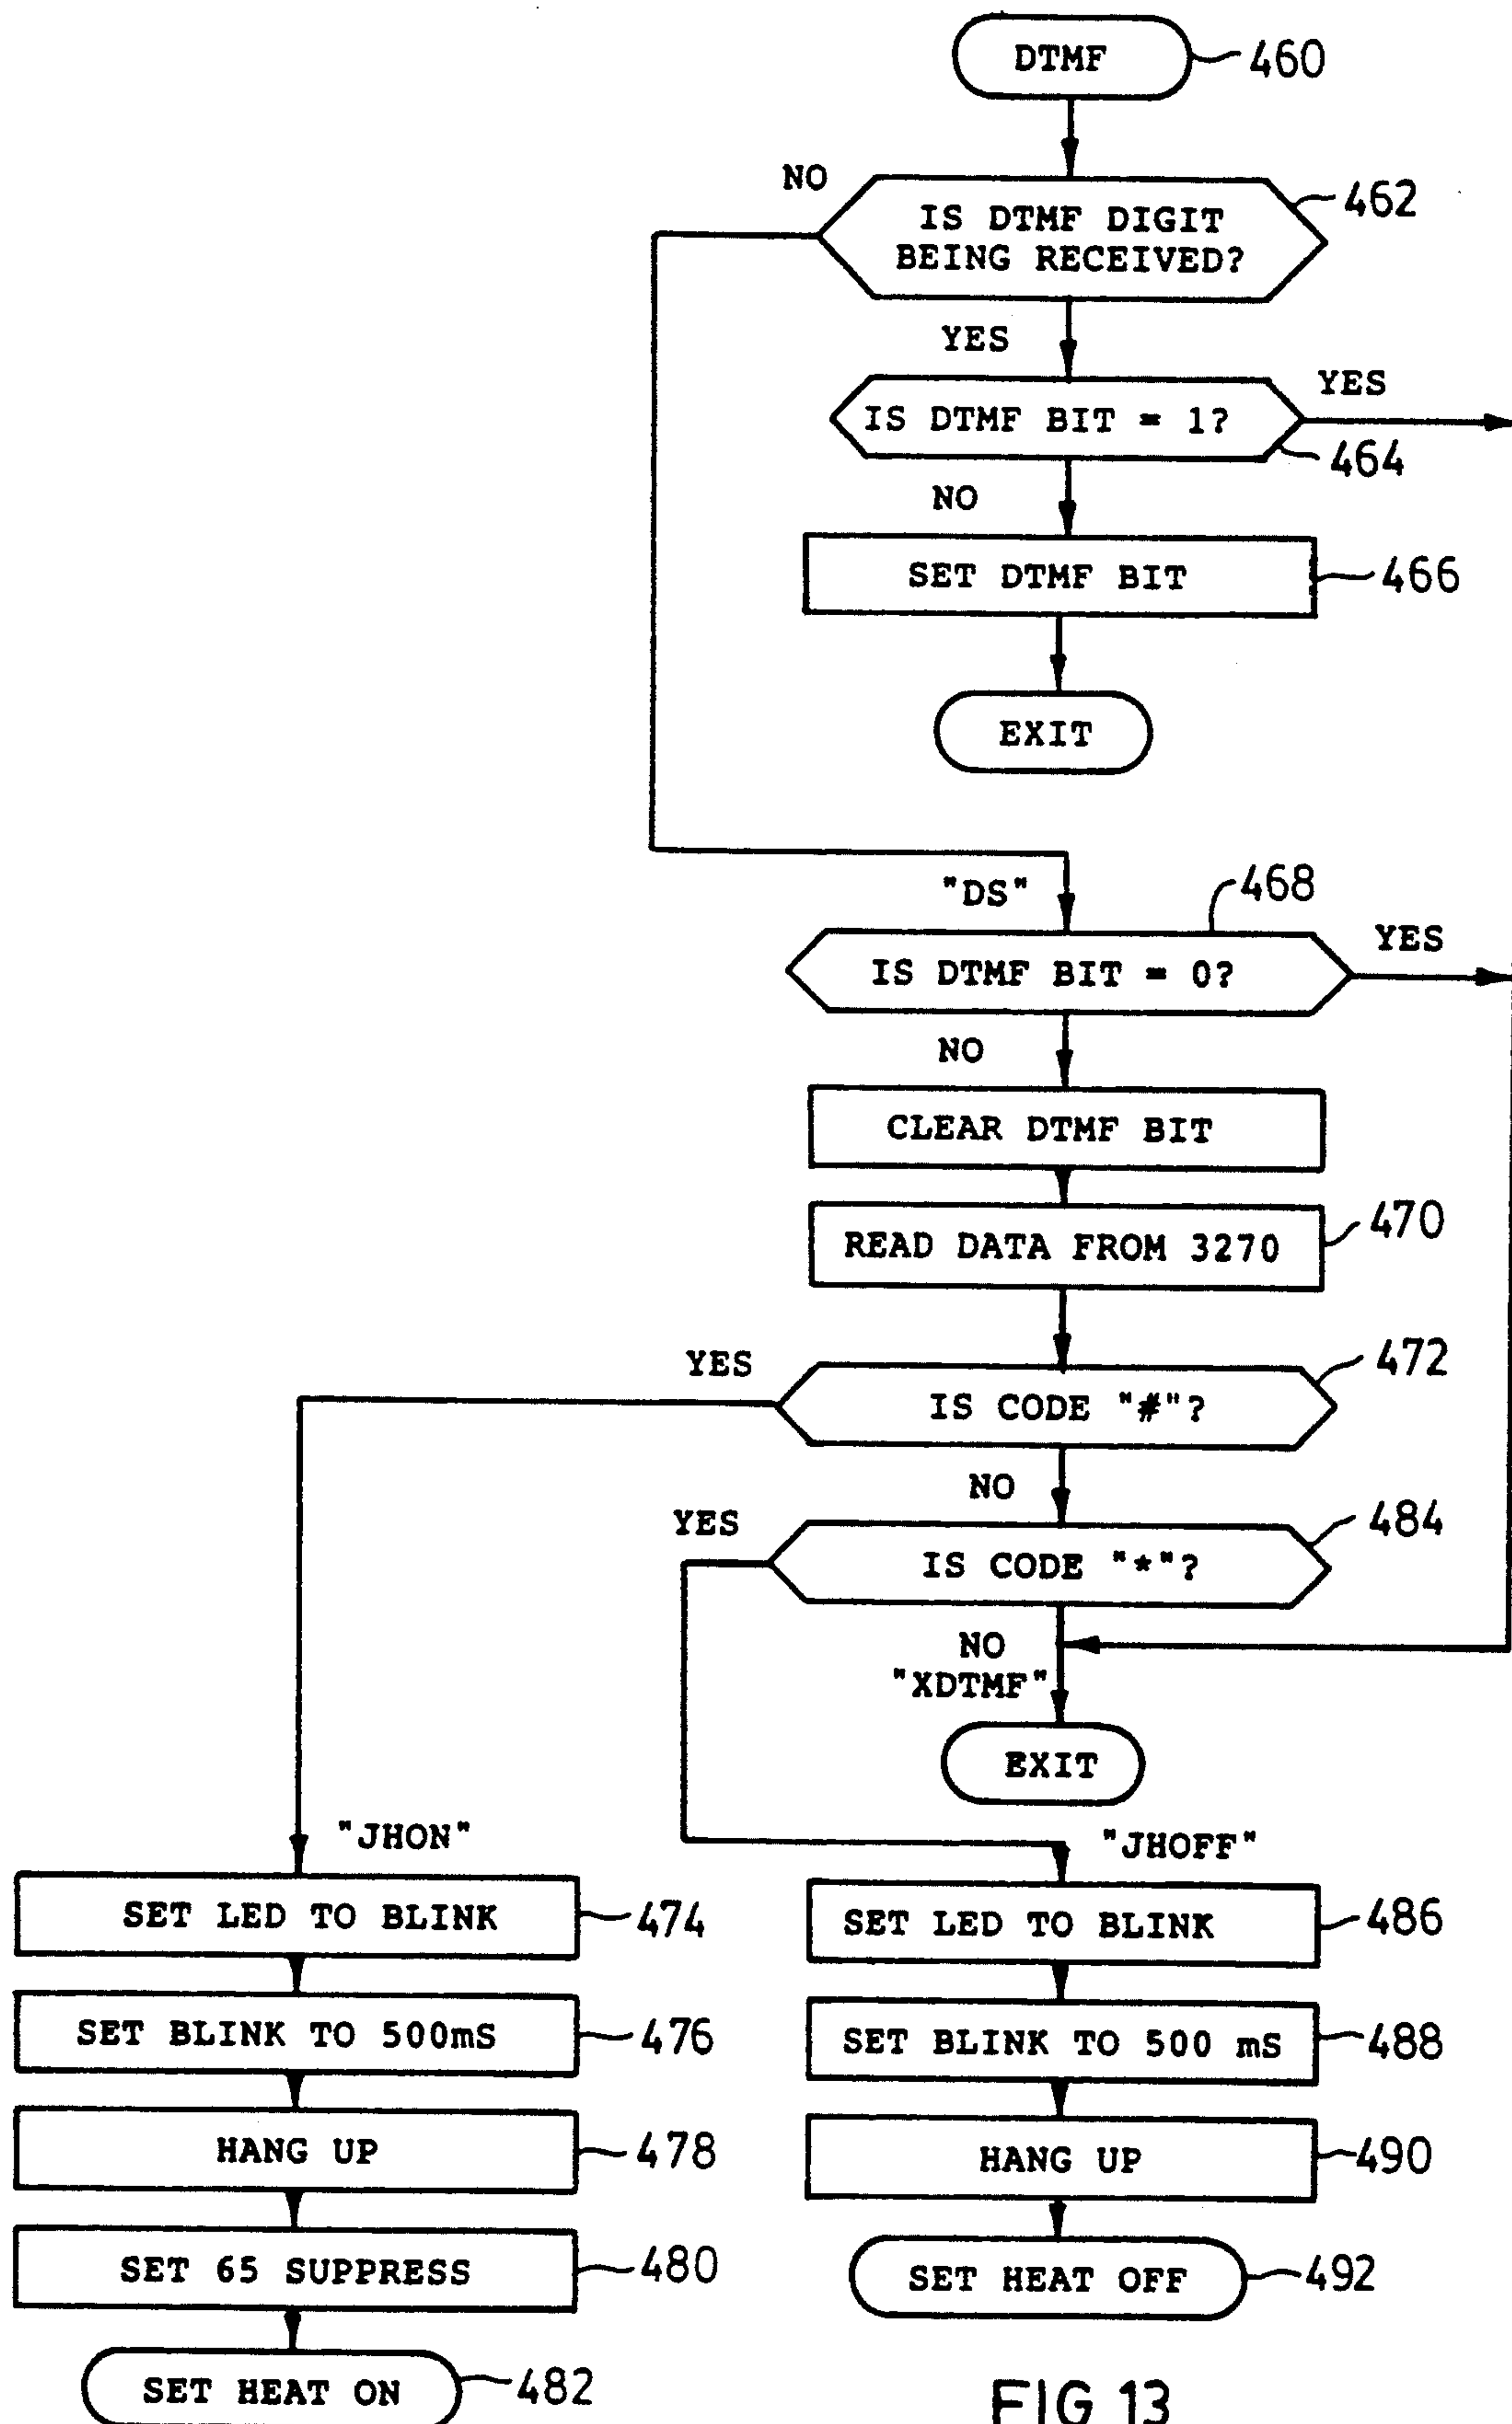 DTMF
460
NO
IS DTMF DIGIT
BEING RECEIVED?
462
YES
IS DTMF BIT = 1?
YES
464
NO
SET DTMF BIT
466
EXIT
"DS"
468
IS DTMF BIT = 0?
YES
NO
CLEAR DTMF BIT
READ DATA FROM 3270
470
YES
IS CODE "#"?
472
NO
YES
IS CODE "*"?
484
NO
"XDTMF"
EXIT
"JHON"
"JHOFF"
SET LED TO BLINK
474
SET LED TO BLINK
486
SET BLINK TO 500mS
476
SET BLINK TO 500 mS
488
HANG UP
478
HANG UP
490
SET 65 SUPPRESS
480
SET HEAT OFF
492
SET HEAT ON
482
FIG 13